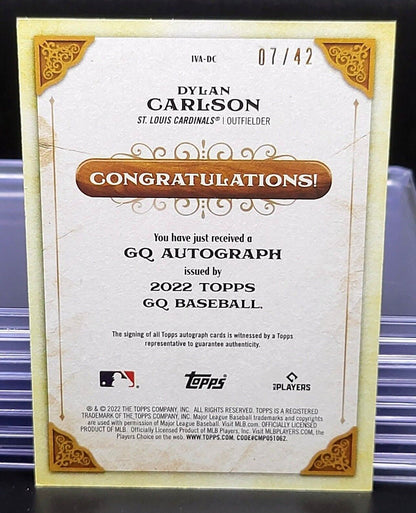 IVA-DC
07/42
DYLAN
CARLSON
ST. LOUIS CARDINALS® | OUTFIELDER
CONGRATULATIONS!
You have just received a
GQ AUTOGRAPH
issued by
2022 TOPPS
GQ BASEBALL.
The signing of all Topps autograph cards is witnessed by a Topps
representative to guarantee authenticity.
topps
PLAYERS
® & © 2022 THE TOPPS COMPANY, INC. ALL RIGHTS RESERVED. TOPPS IS A REGISTERED
TRADEMARK OF THE TOPPS COMPANY, INC. Major League Baseball trademarks and copyrights
are used with permission of Major League Baseball. Visit MLB.com. OFFICIALLY LICENSED
PRODUCT OF MLB Players, Inc. Visit MLBPLAYERS.COM, the
Players Choice on the web. WWW.TOPPS.COM. CODE#CMP051062.